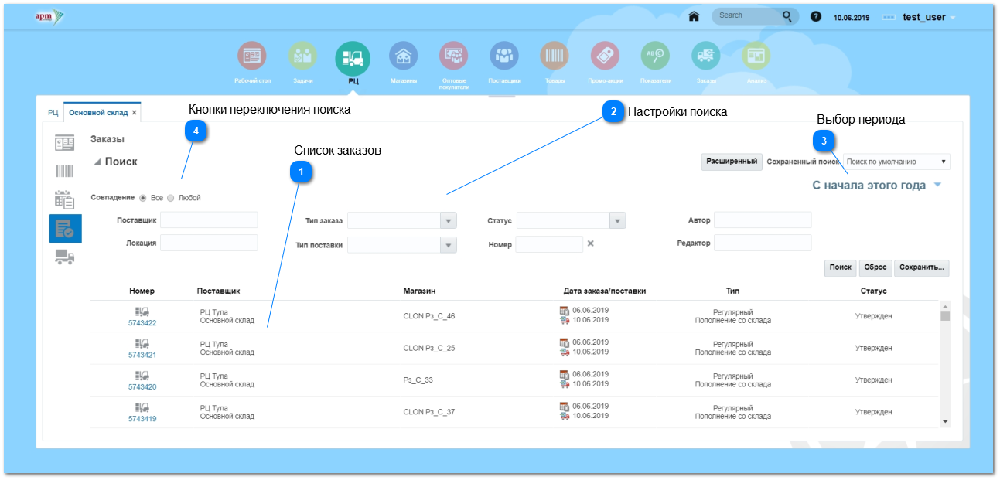 apm
Search
?
10.06.2019
test_user
Рабочий стол
Задачи
РЦ
Магазины
Оптовые
покупатели
Поставщики
Товары
Промо-акции
Показатели
Заказы
Анализ
РЦ
Основной склад ×
Кнопки переключения поиска
4
2
Настройки поиска
Выбор периода
3
Список заказов
1
Заказы
Поиск
Расширенный
Сохраненный поиск
Поиск по умолчанию
С начала этого года
Совпадение
Все
Любой
Поставщик
Тип заказа
Статус
Автор
Локация
Тип поставки
Номер
Редактор
Поиск
Сброс
Сохранить...
Номер Поставщик Магазин Дата заказа/поставки Тип Статус
5743422
РЦ Тула
Основной склад
CLON Рз_С_46
06.06.2019
10.06.2019
Регулярный
Пополнение со склада
Утвержден
5743421
РЦ Тула
Основной склад
CLON Рз_С_25
06.06.2019
10.06.2019
Регулярный
Пополнение со склада
Утвержден
5743420
РЦ Тула
Основной склад
Рз_С_33
06.06.2019
10.06.2019
Регулярный
Пополнение со склада
Утвержден
5743419
РЦ Тула
Основной склад
CLON Рз_С_37
06.06.2019
10.06.2019
Регулярный
Пополнение со склада
Утвержден